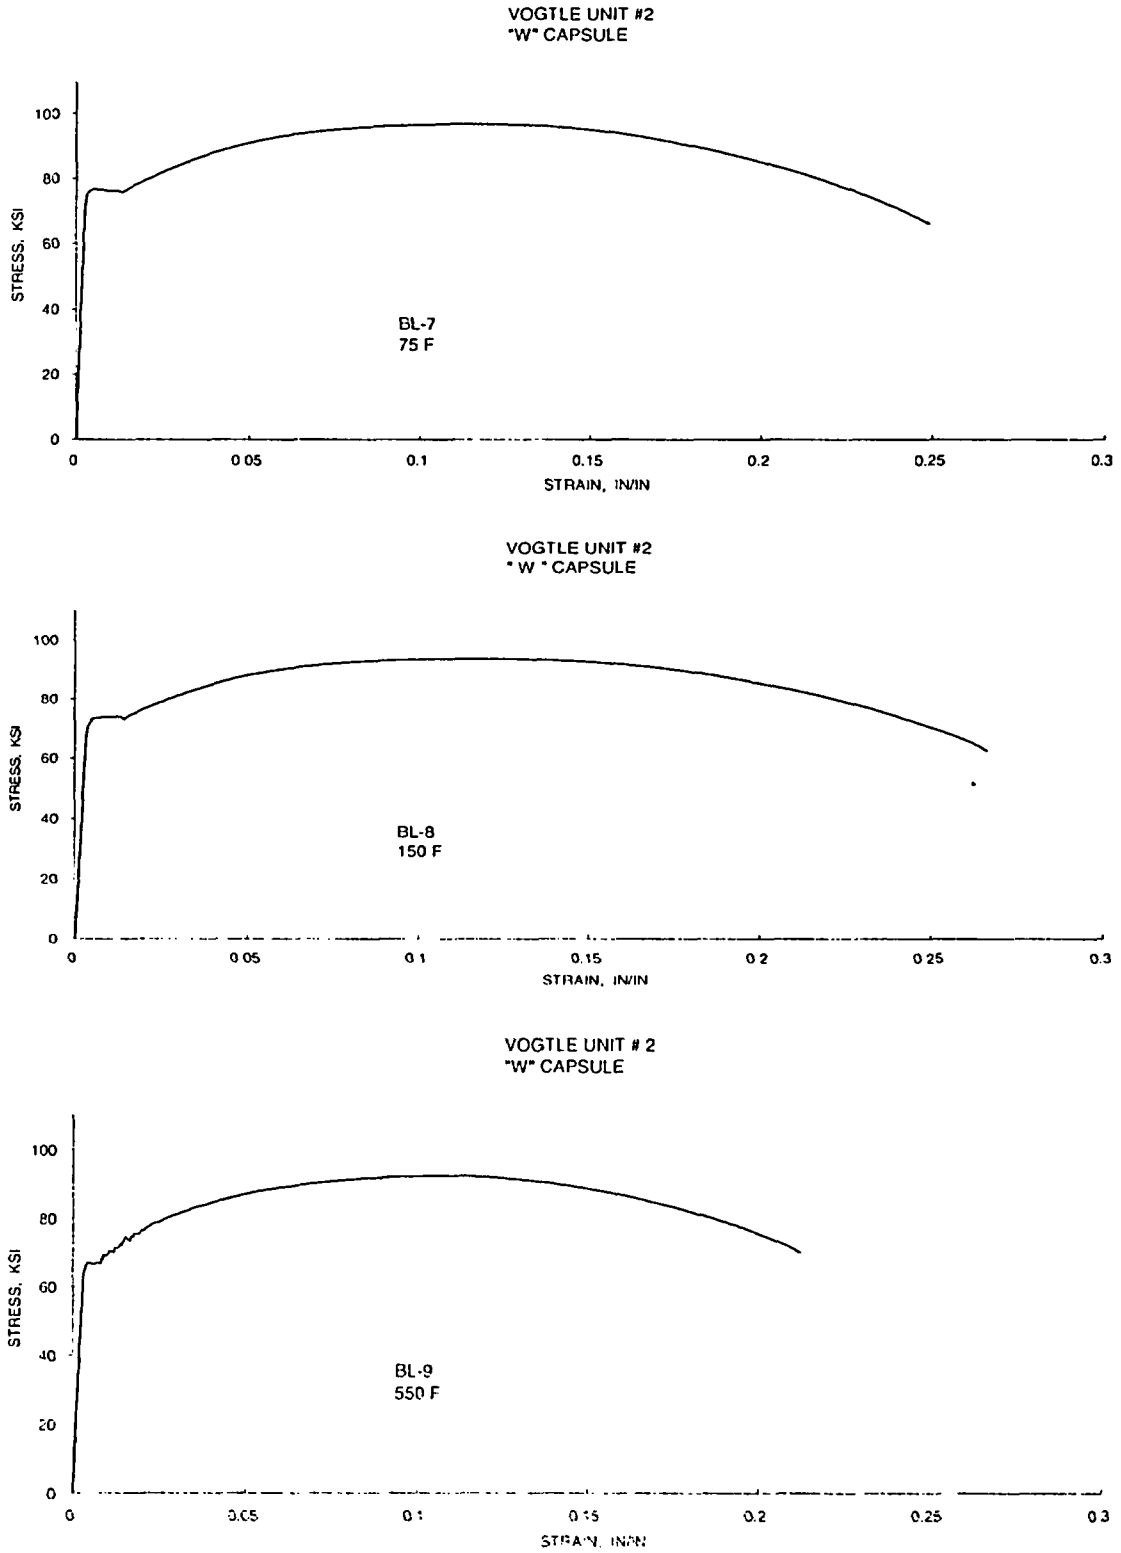 VOGTLE UNIT #2
"W" CAPSULE
100
80
60
40
20
0
STRESS, KSI
BL-7
75 F
0 0 05 0.1 0.15 0.2 0.25 0.3
STRAIN, IN/IN
VOGTLE UNIT #2
" W " CAPSULE
100
80
60
40
20
0
STRESS, KSI
BL-8
150 F
0 0 05 0.1 0.15 0.2 0.25 0.3
STRAIN, IN/IN
VOGTLE UNIT # 2
"W" CAPSULE
100
80
60
40
20
0
STRESS, KSI
BL-9
550 F
0 0.05 0.1 0.15 0.2 0.25 0.3
STRAIN, IN/IN